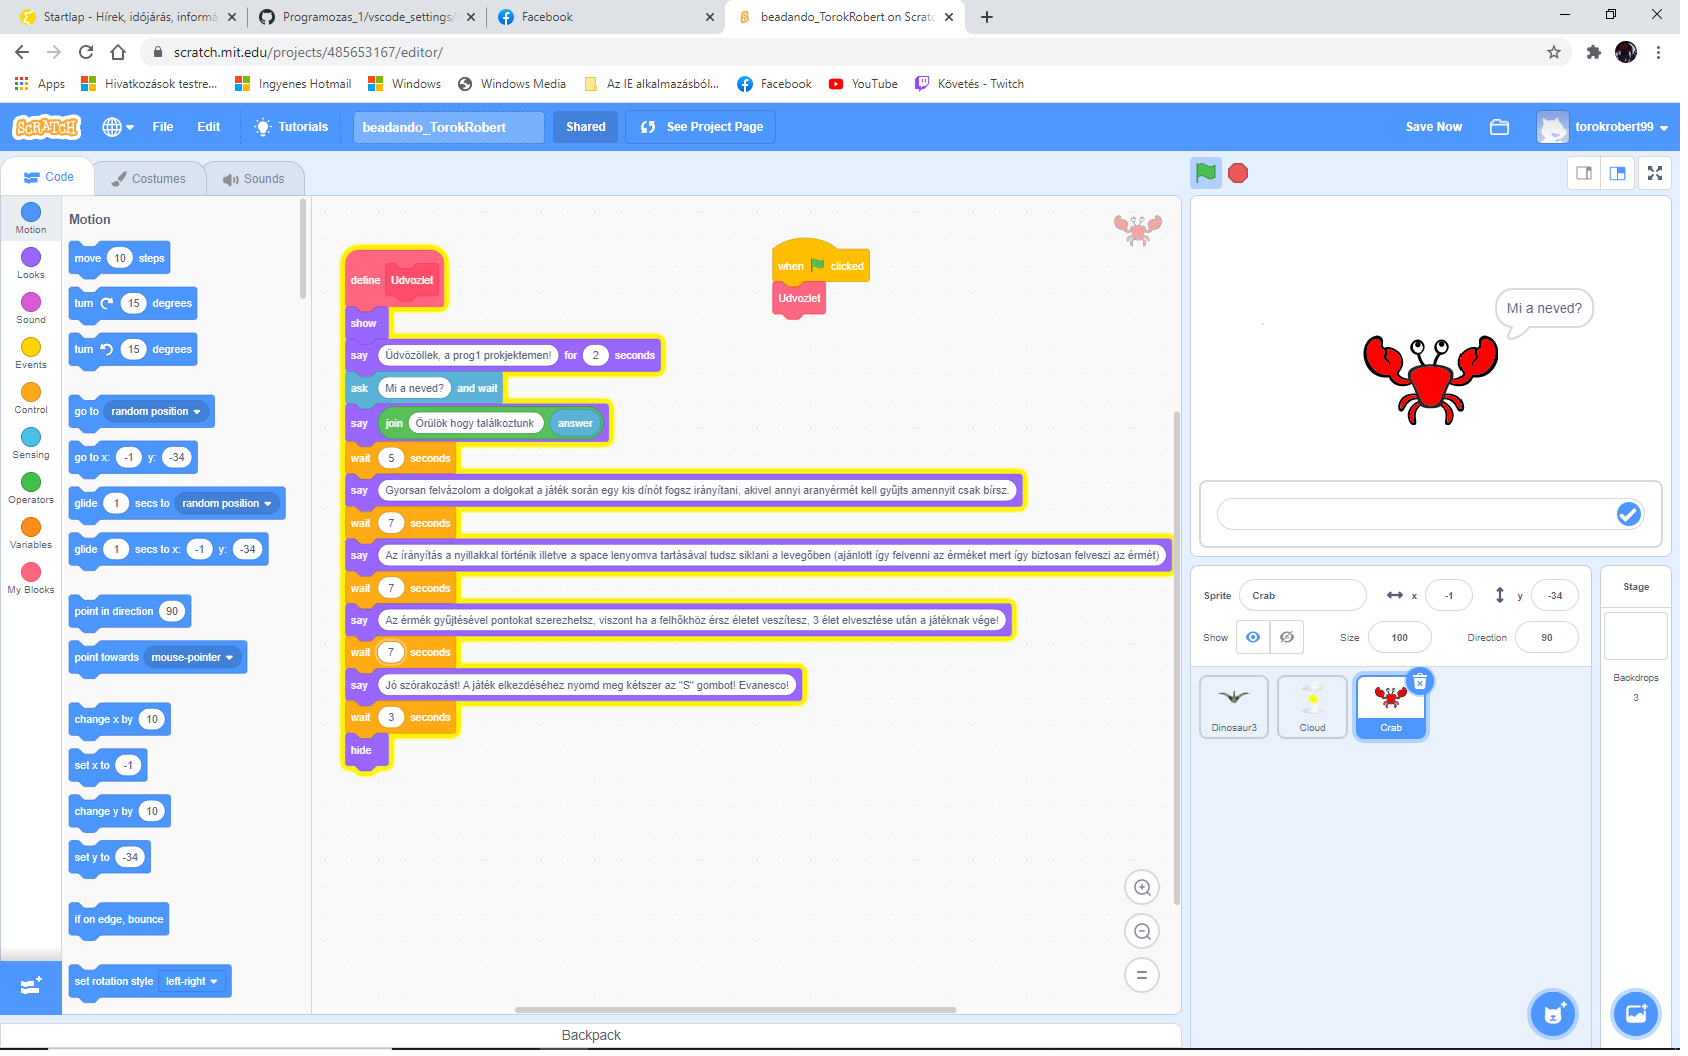 Startlap - Hírek, időjárás, informá
Programozas_1/vscode_settings/
Facebook
beadando_TorokRobert on Scratc
scratch.mit.edu/projects/485653167/editor/
Apps
Hivatkozások testre...
Ingyenes Hotmail
Windows
Windows Media
Az IE alkalmazásból...
Facebook
YouTube
Követés - Twitch
SCRATCH
File
Edit
Tutorials
beadando_TorokRobert
Shared
See Project Page
Save Now
torokrobert99
Code
Costumes
Sounds
Motion
Looks
Sound
Events
Control
Sensing
Operators
Variables
My Blocks
Motion
move 10 steps
turn 15 degrees
turn 15 degrees
go to random position
go to x: -1 y: -34
glide 1 secs to random position
glide 1 secs to x: -1 y: -34
point in direction 90
point towards mouse-pointer
change x by 10
set x to -1
change y by 10
set y to -34
if on edge, bounce
set rotation style left-right
define Udvozlet
show
say Üdvözöllek, a prog1 prokjektemen! for 2 seconds
ask Mi a neved? and wait
say join Örülök hogy találkoztunk answer
wait 5 seconds
say Gyorsan felvázolom a dolgokat a játék során egy kis dínót fogsz irányítani, akivel annyi aranyérmét kell gyűjts amennyit csak bírsz.
wait 7 seconds
say Az írányítás a nyillakkal történik illetve a space lenyomva tartásával tudsz siklani a levegőben (ajánlott így felvenni az érméket mert így biztosan felveszi az érmét)
wait 7 seconds
say Az érmék gyűjtésével pontokat szerezhetsz, viszont ha a felhőkhöz érsz életet veszítesz, 3 élet elvesztése után a játéknak vége!
wait 7 seconds
say Jó szórakozást! A játék elkezdéséhez nyomd meg kétszer az "S" gombot! Evanesco!
wait 3 seconds
hide
when clicked
Udvozlet
Mi a neved?
Sprite Crab x -1 y -34
Show Size 100 Direction 90
Dinosaur3
Cloud
Crab
Stage
Backdrops
3
Backpack